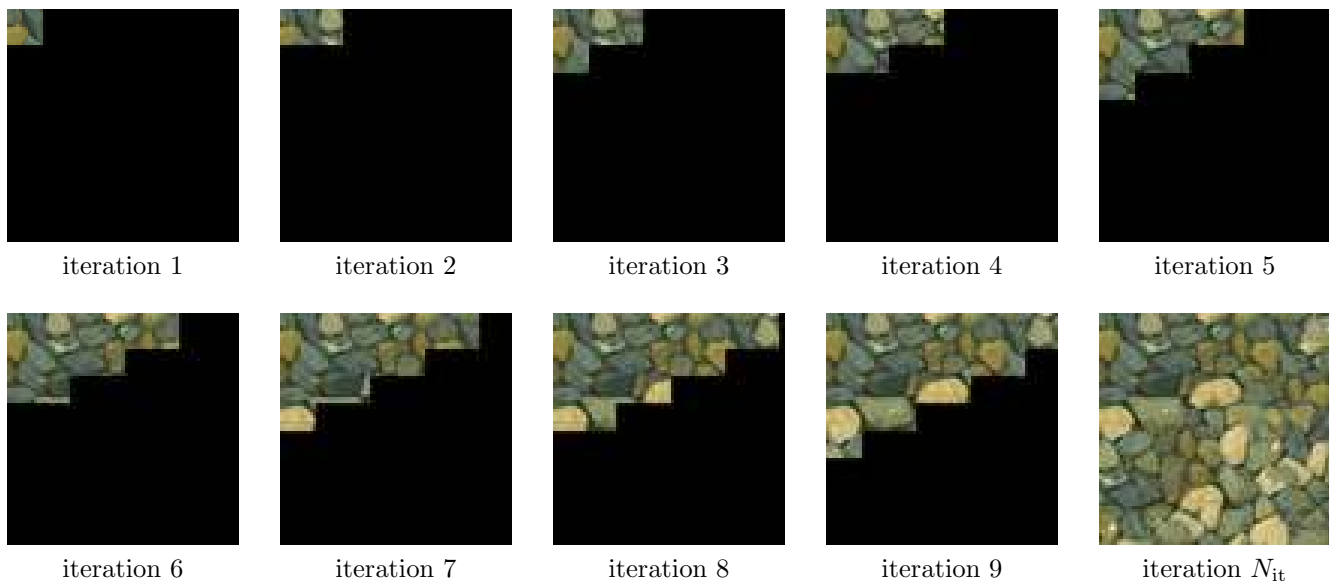 iteration 1
iteration 2
iteration 3
iteration 4
iteration 5
iteration 6
iteration 7
iteration 8
iteration 9
iteration N_it